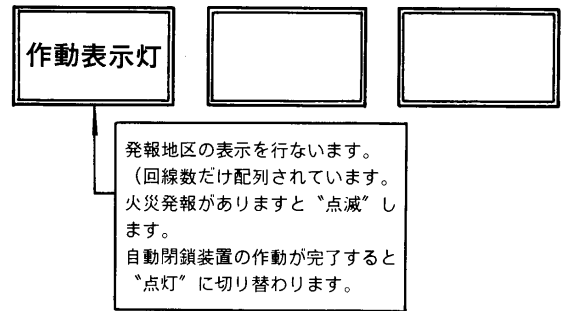 作動表示灯
発報地区の表示を行ないます。
(回線数だけ配列されています。
火災発報がありますと〝点滅〞し
ます。
自動閉鎖装置の作動が完了すると
〝点灯〞に切り替わります。